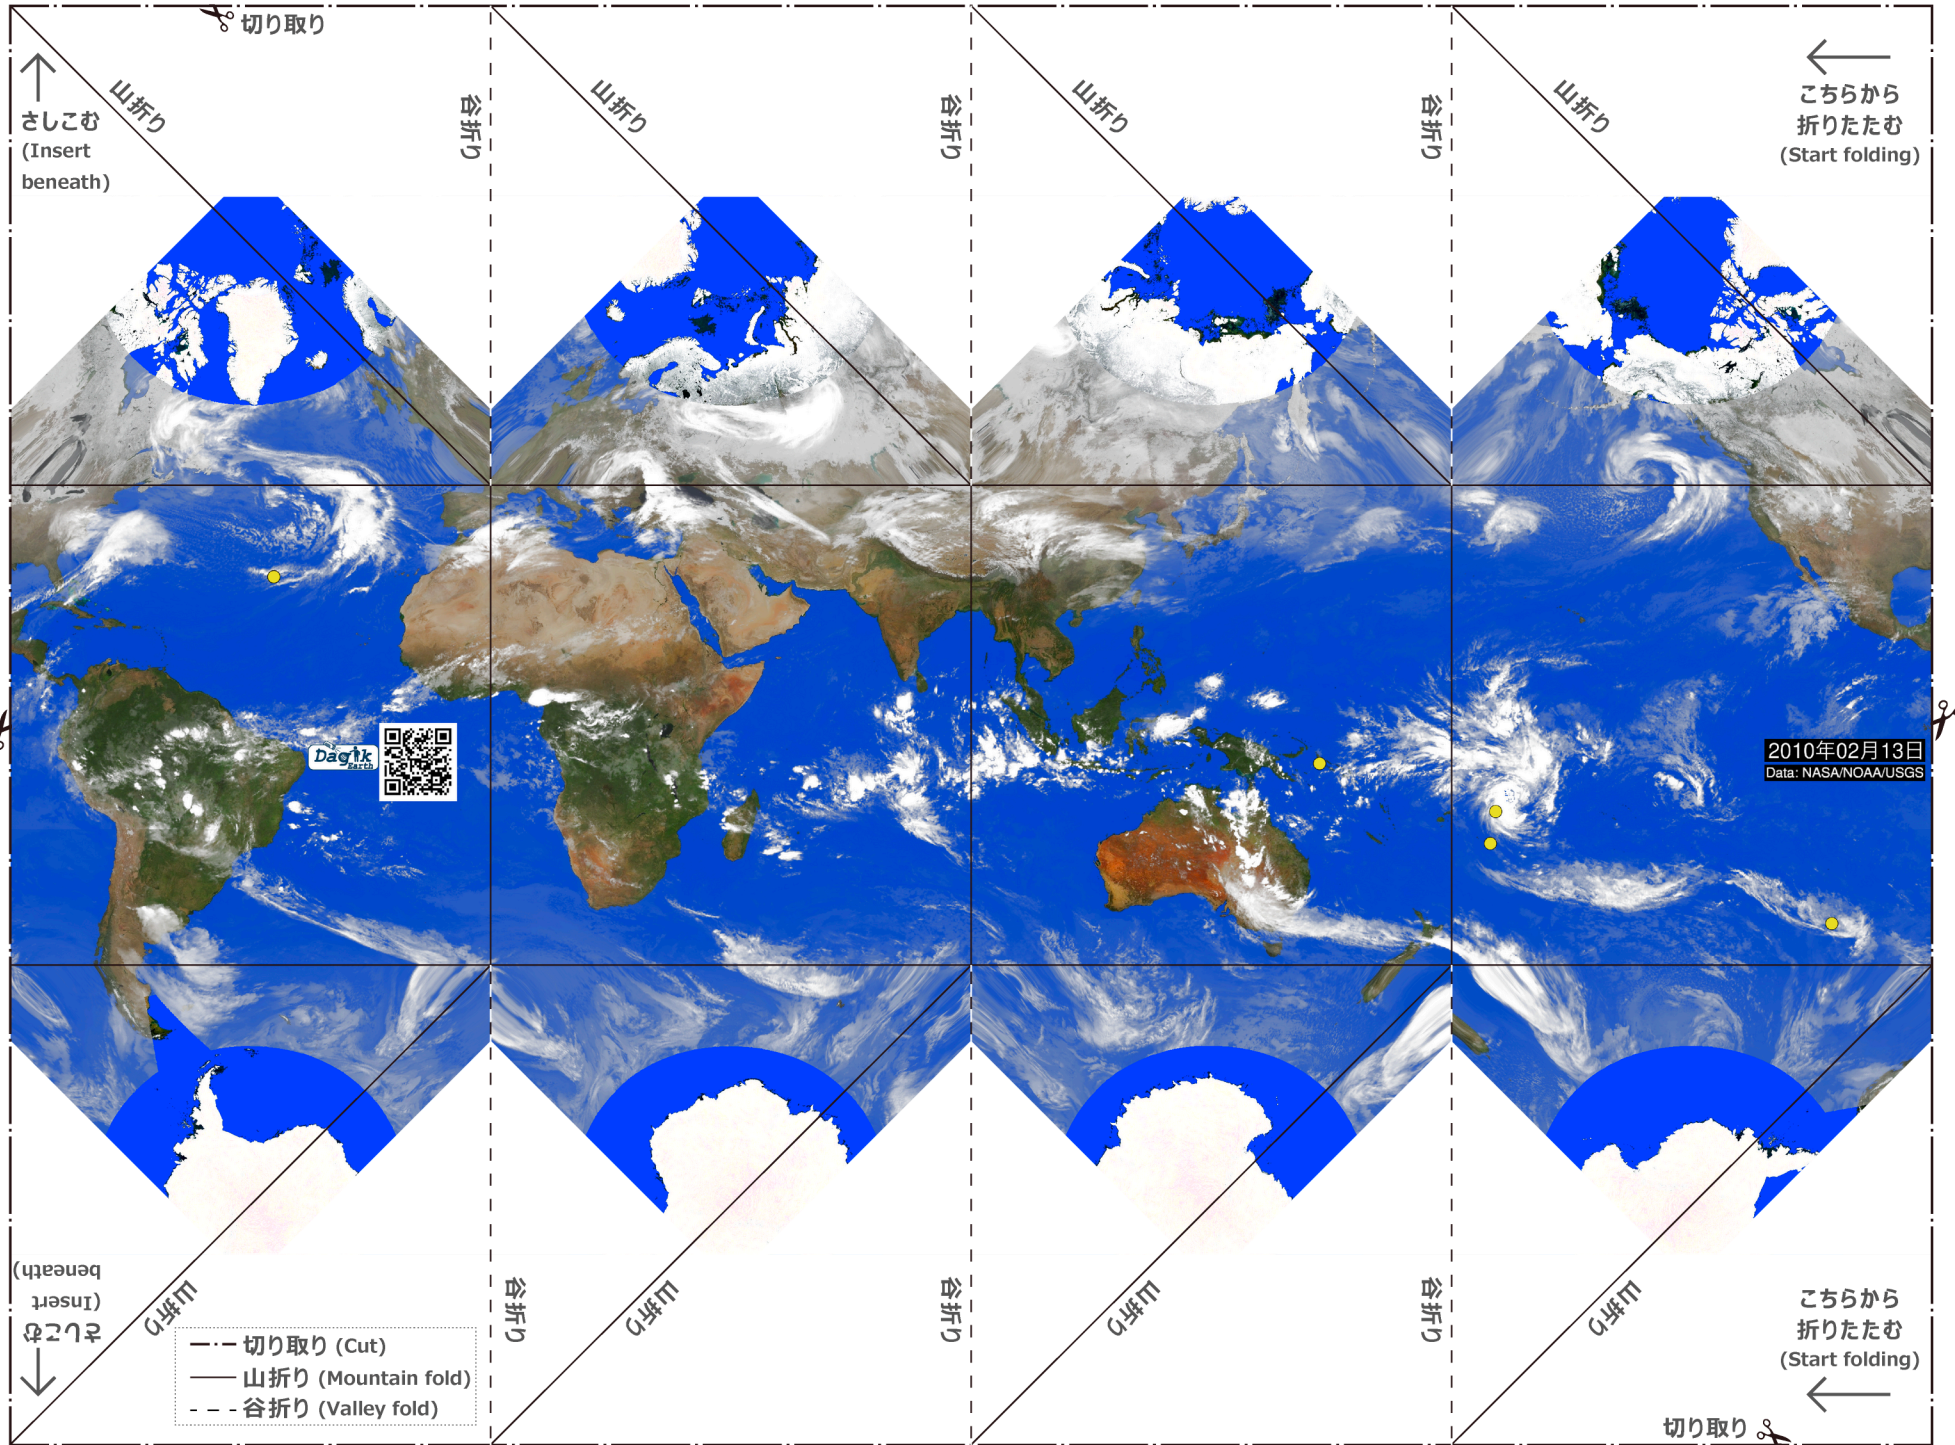 切り取り
さしこむ
(Insert
beneath)
山折り
谷折り
山折り
谷折り
山折り
谷折り
山折り
こちらから
折りたたむ
(Start folding)
Dagik
Earth
2010年02月13日
Data: NASA/NOAA/USGS
さしこむ
(Insert
beneath)
山折り
谷折り
山折り
谷折り
山折り
谷折り
山折り
こちらから
折りたたむ
(Start folding)
切り取り (Cut)
山折り (Mountain fold)
谷折り (Valley fold)
切り取り